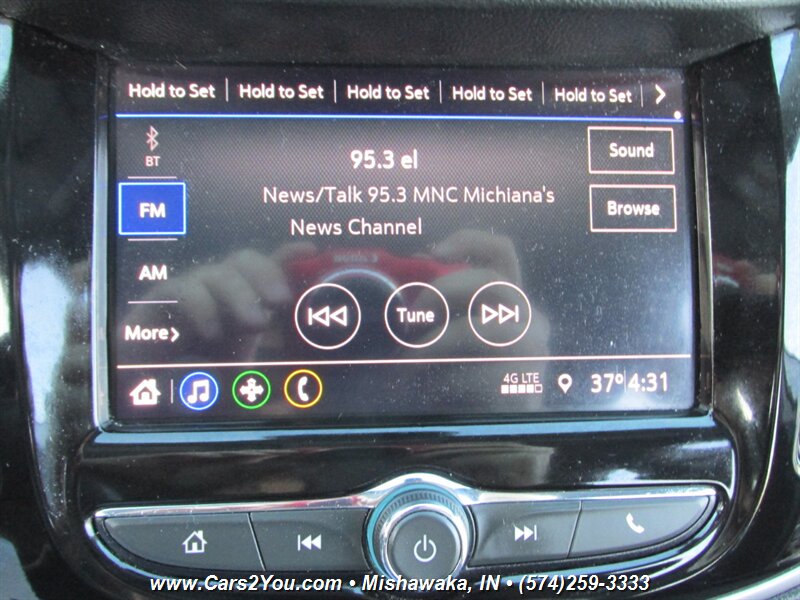 Hold to Set Hold to Set Hold to Set Hold to Set Hold to Set >
BT
95.3 el
Sound
News/Talk 95.3 MNC Michiana's
FM
Browse
News Channel
AM
Tune
More>
4G LTE
37° 4:31
www.Cars2You.com • Mishawaka, IN • (574)259-3333